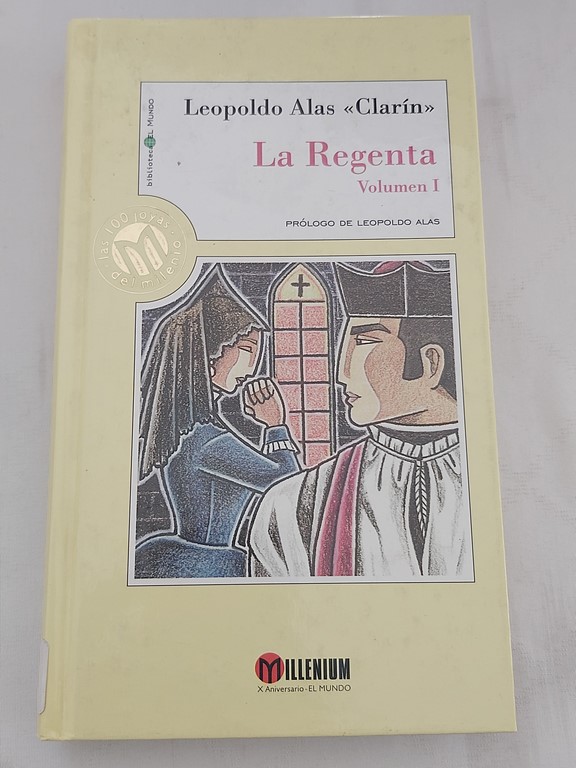 Leopoldo Alas «Clarín»
La Regenta
Volumen I
PRÓLOGO DE LEOPOLDO ALAS
biblioteca EL MUNDO
las 100 joyas
del milenio
MILLENIUM
X Aniversario - EL MUNDO